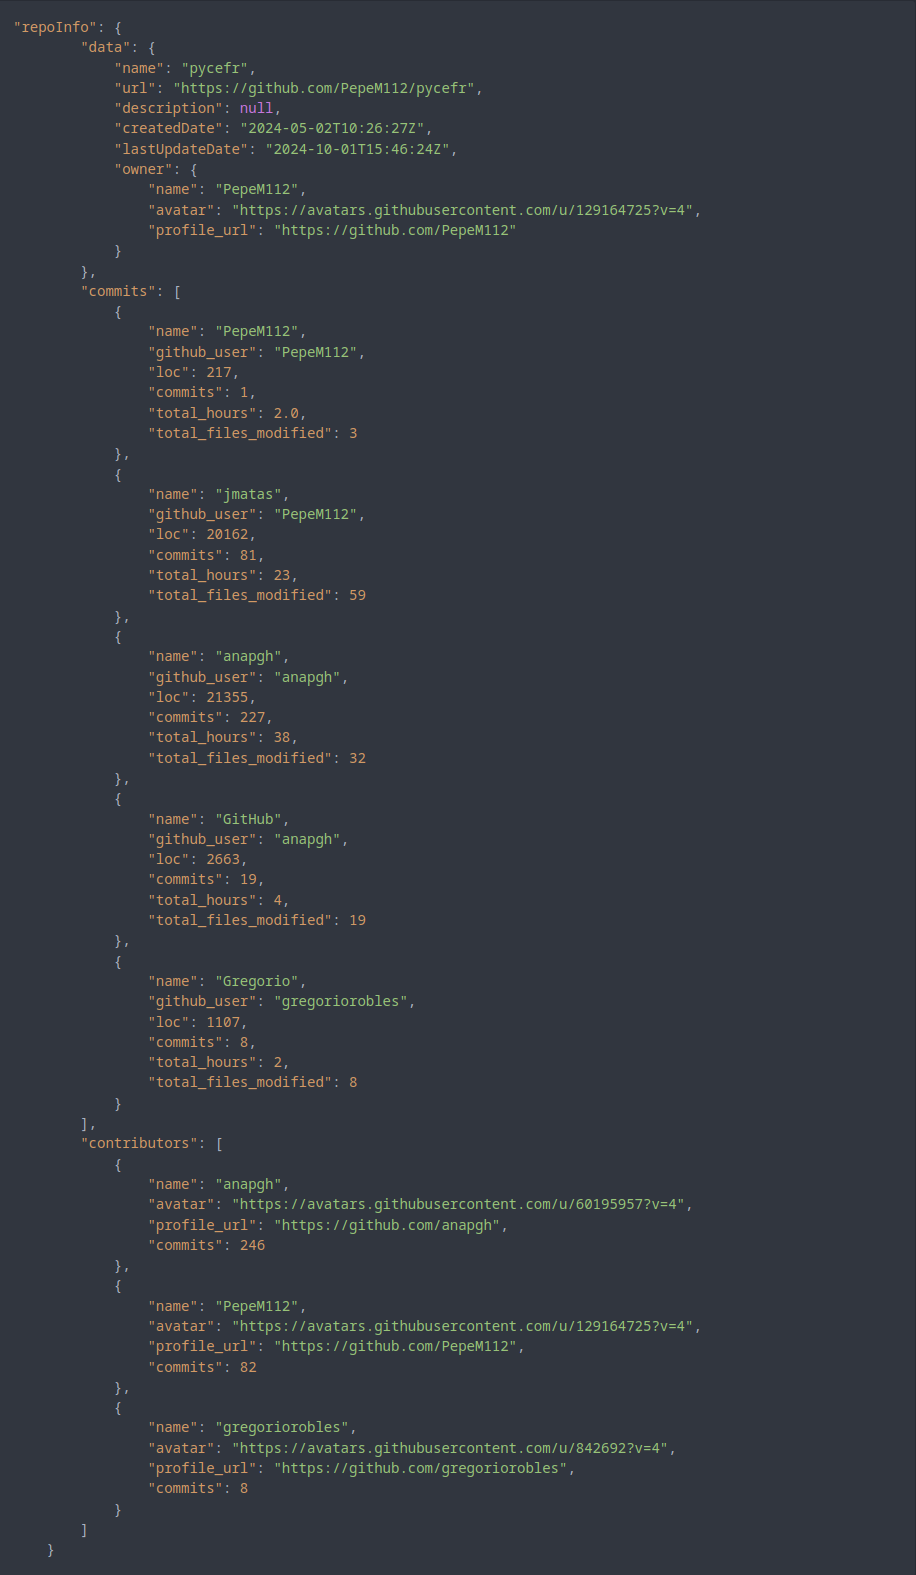 "repoInfo": {
"data": {
"name": "pycefr",
"url": "https://github.com/PepeM112/pycefr",
"description": null,
"createdDate": "2024-05-02T10:26:27Z",
"lastUpdateDate": "2024-10-01T15:46:24Z",
"owner": {
"name": "PepeM112",
"avatar": "https://avatars.githubusercontent.com/u/129164725?v=4",
"profile_url": "https://github.com/PepeM112"
}
},
"commits": [
{
"name": "PepeM112",
"github_user": "PepeM112",
"loc": 217,
"commits": 1,
"total_hours": 2.0,
"total_files_modified": 3
},
{
"name": "jmatas",
"github_user": "PepeM112",
"loc": 20162,
"commits": 81,
"total_hours": 23,
"total_files_modified": 59
},
{
"name": "anapgh",
"github_user": "anapgh",
"loc": 21355,
"commits": 227,
"total_hours": 38,
"total_files_modified": 32
},
{
"name": "GitHub",
"github_user": "anapgh",
"loc": 2663,
"commits": 19,
"total_hours": 4,
"total_files_modified": 19
},
{
"name": "Gregorio",
"github_user": "gregoriorobles",
"loc": 1107,
"commits": 8,
"total_hours": 2,
"total_files_modified": 8
}
],
"contributors": [
{
"name": "anapgh",
"avatar": "https://avatars.githubusercontent.com/u/60195957?v=4",
"profile_url": "https://github.com/anapgh",
"commits": 246
},
{
"name": "PepeM112",
"avatar": "https://avatars.githubusercontent.com/u/129164725?v=4",
"profile_url": "https://github.com/PepeM112",
"commits": 82
},
{
"name": "gregoriorobles",
"avatar": "https://avatars.githubusercontent.com/u/842692?v=4",
"profile_url": "https://github.com/gregoriorobles",
"commits": 8
}
]
}